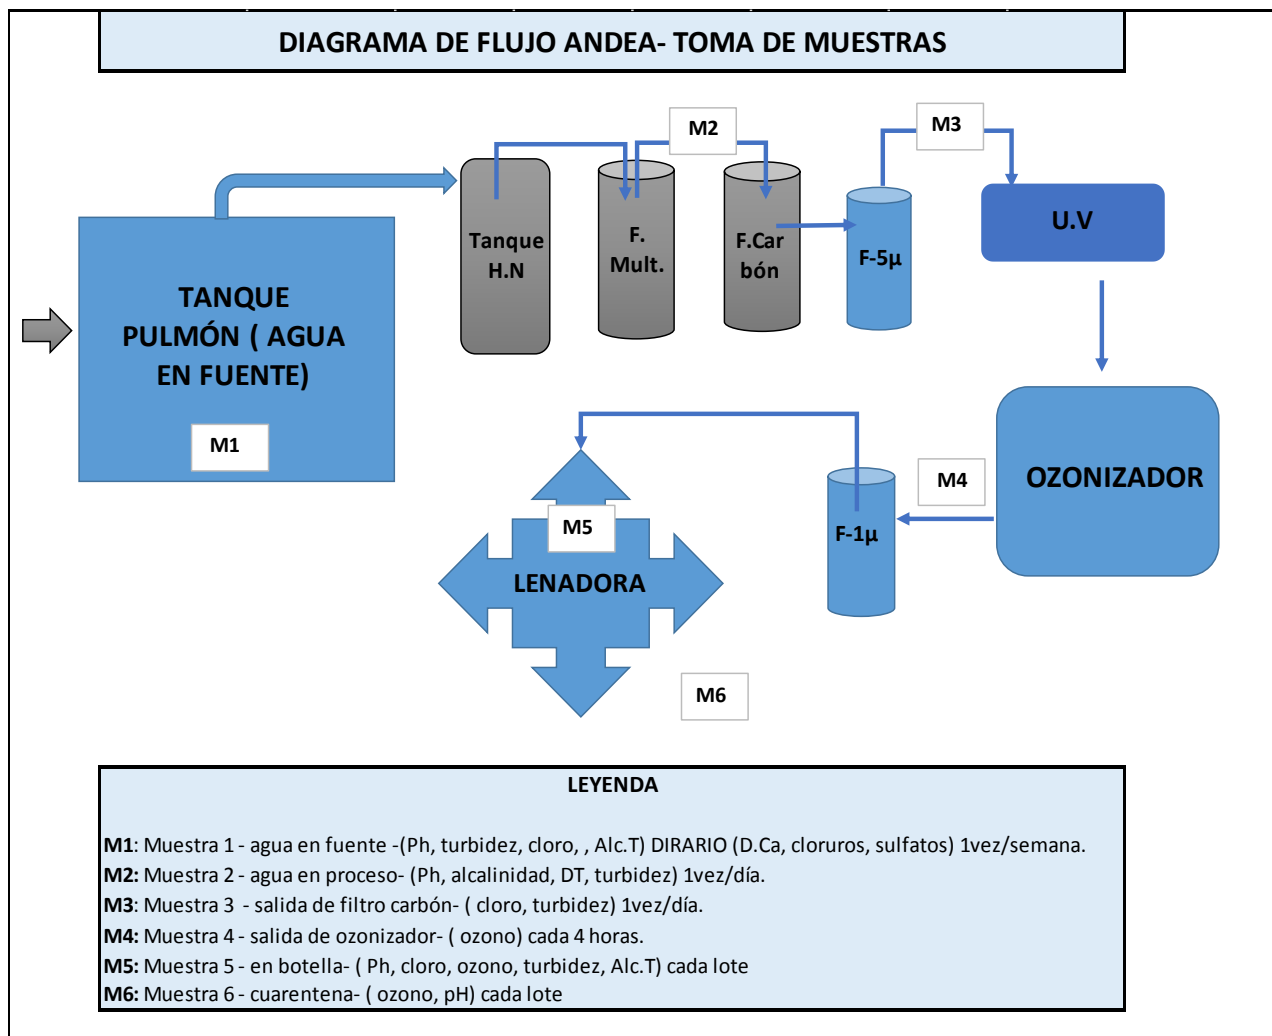 DIAGRAMA DE FLUJO ANDEA- TOMA DE MUESTRAS
M2
M3
Tanque
H.N
F.
Mult.
F.Car
bón
F-5µ
U.V
TANQUE
PULMÓN ( AGUA
EN FUENTE)
M1
M4
OZONIZADOR
F-1µ
M5
LENADORA
M6
LEYENDA
M1: Muestra 1 - agua en fuente -(Ph, turbidez, cloro, , Alc.T) DIRARIO (D.Ca, cloruros, sulfatos) 1vez/semana.
M2: Muestra 2 - agua en proceso- (Ph, alcalinidad, DT, turbidez) 1vez/día.
M3: Muestra 3 - salida de filtro carbón- ( cloro, turbidez) 1vez/día.
M4: Muestra 4 - salida de ozonizador- ( ozono) cada 4 horas.
M5: Muestra 5 - en botella- ( Ph, cloro, ozono, turbidez, Alc.T) cada lote
M6: Muestra 6 - cuarentena- ( ozono, pH) cada lote